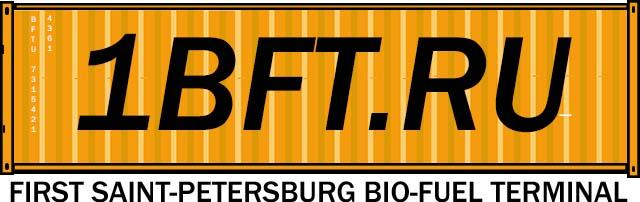 BFTU 7315421
4361
1BFT.RU
FIRST SAINT-PETERSBURG BIO-FUEL TERMINAL